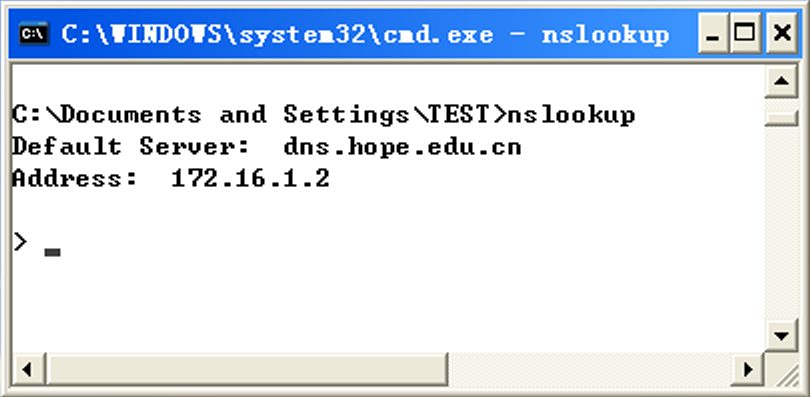 C:\WINDOWS\system32\cmd.exe - nslookup
C:\Documents and Settings\TEST>nslookup
Default Server:  dns.hope.edu.cn
Address:  172.16.1.2
>